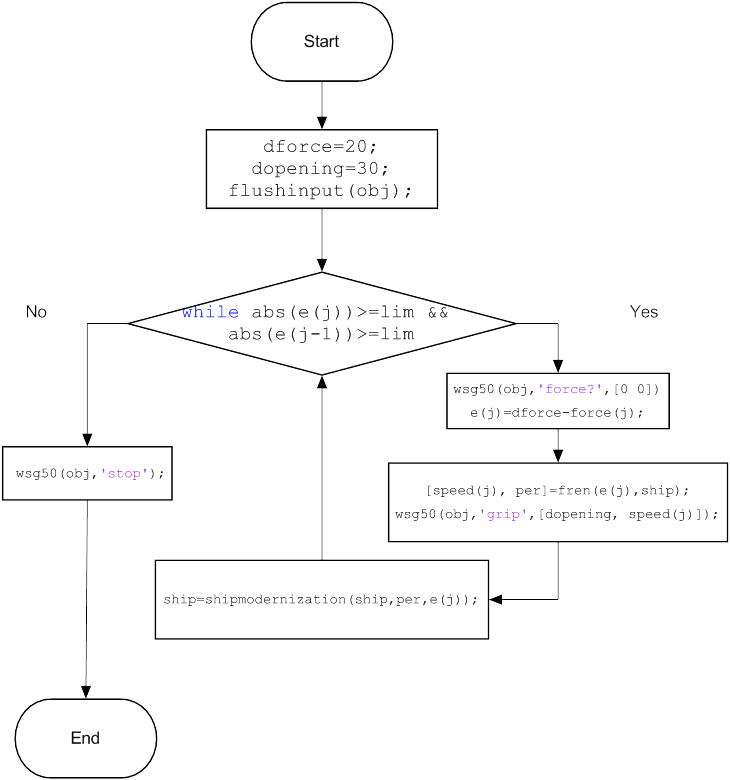 Start
dforce=20;
dopening=30;
flushinput(obj);
while abs(e(j))>=lim &&
abs(e(j-1))>=lim
No
Yes
wsg50(obj,'force?',[0 0])
e(j)=dforce-force(j);
wsg50(obj,'stop');
[speed(j), per]=fren(e(j),ship);
wsg50(obj,'grip',[dopening, speed(j)]);
ship=shipmodernization(ship,per,e(j));
End